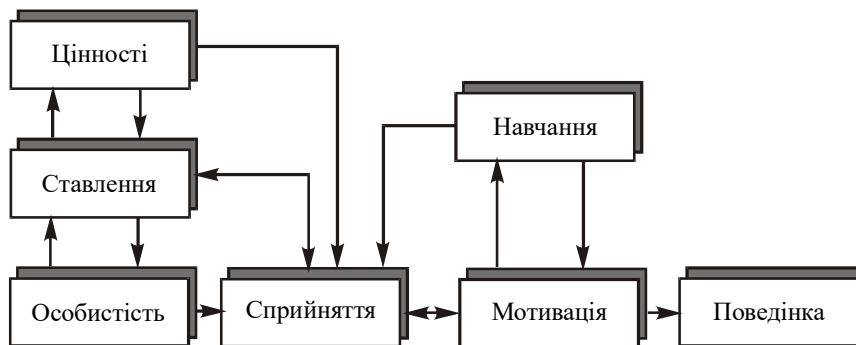 Цінності
Навчання
Ставлення
Особистість
Сприйняття
Мотивація
Поведінка